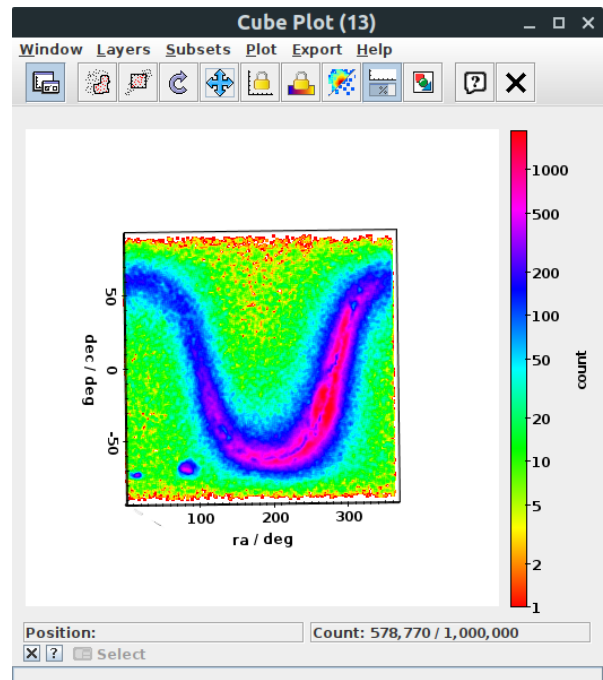 Cube Plot (13)
Window Layers Subsets Plot Export Help
%
?
1000
500
200
100
50
20
10
5
2
1
count
50
0
-50
dec / deg
100 200 300
ra / deg
Position: Count: 578,770 / 1,000,000
? Select